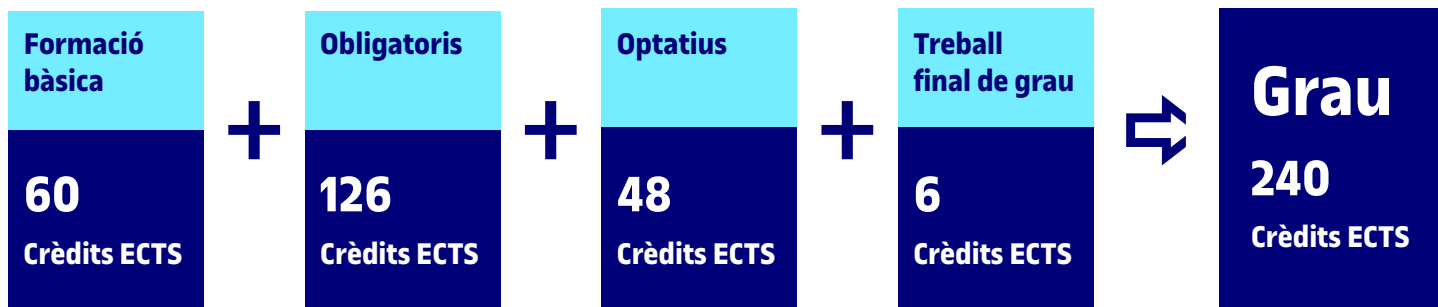 Formació
bàsica
60
Crèdits ECTS
+
Obligatoris
126
Crèdits ECTS
+
Optatius
48
Crèdits ECTS
+
Treball
final de grau
6
Crèdits ECTS
Grau
240
Crèdits ECTS